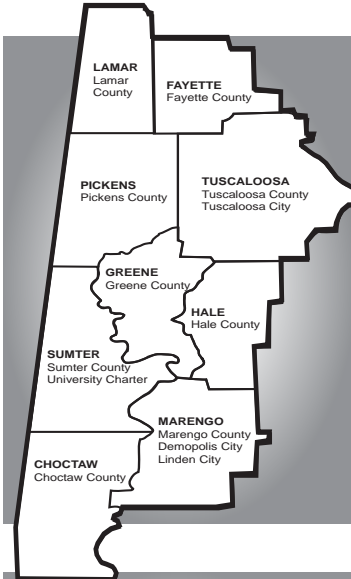 LAMAR
Lamar
County
FAYETTE
Fayette County
PICKENS
Pickens County
TUSCALOOSA
Tuscaloosa County
Tuscaloosa City
GREENE
Greene County
HALE
Hale County
SUMTER
Sumter County
University Charter
MARENGO
Marengo County
Demopolis City
Linden City
CHOCTAW
Choctaw County